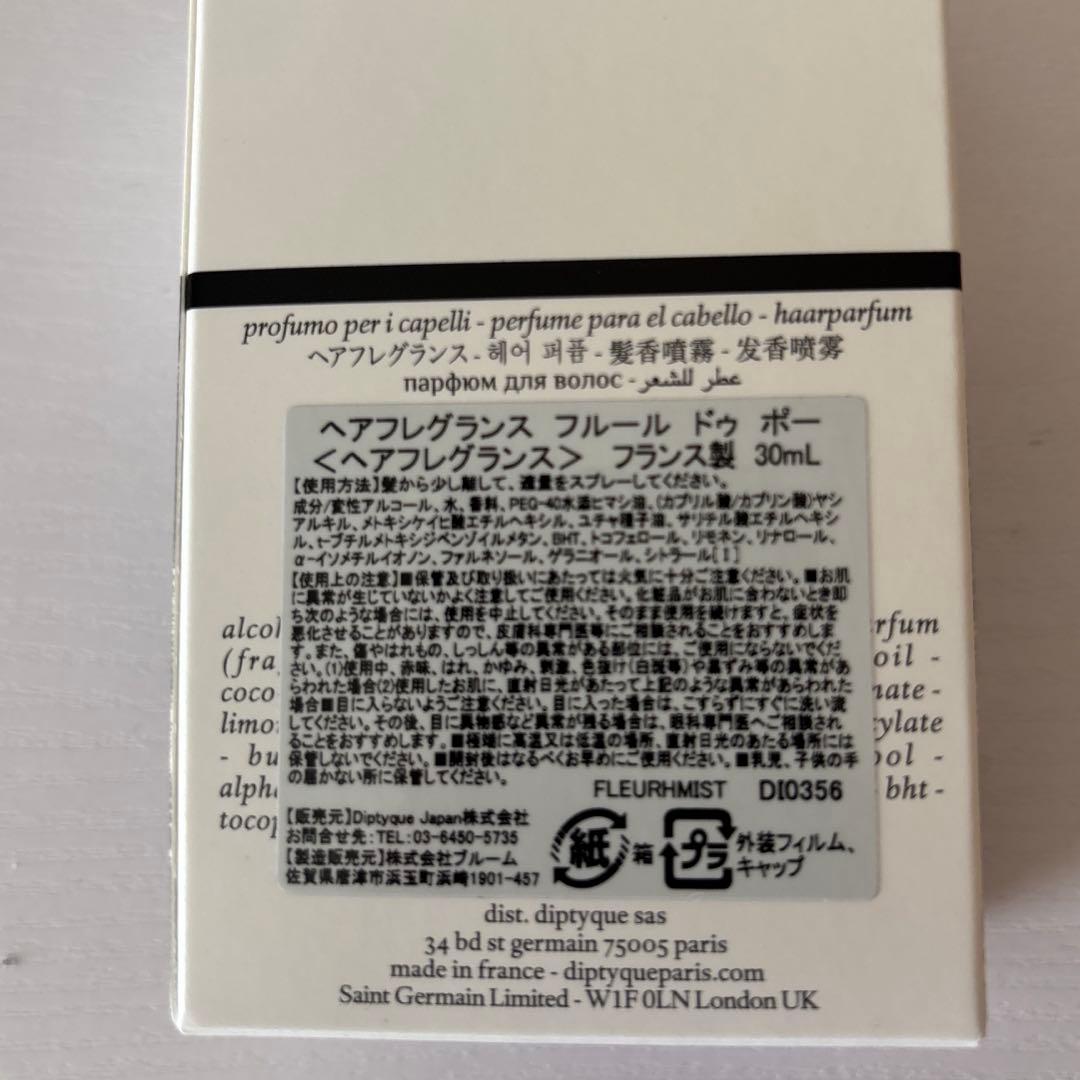 profumo per i capelli - perfume para el cabello - haarparfum
ヘアフレグランス - 헤어 퍼퓸 - 髮香噴霧 - 发香喷雾
парфюм для волос - عطر للشعر
ヘアフレグランス フルール ドゥ ポー
＜ヘアフレグランス＞ フランス製 30mL
【使用方法】髪から少し離して、適量をスプレーしてください。
成分/変性アルコール、水、香料、PEG-40水添ヒマシ油、(カプリル酸/カプリン酸)ヤシ
アルキル、メトキシケイヒ酸エチルヘキシル、ユチャ種子油、サリチル酸エチルヘキシ
ル、t-ブチルメトキシジベンゾイルメタン、BHT、トコフェロール、リモネン、リナロール、
α-イソメチルイオノン、ファルネソール、ゲラニオール、シトラール[I]
【使用上の注意】■保管及び取り扱いにあたっては火気に十分ご注意ください。■お肌
に異常が生じていないかよく注意してご使用ください。化粧品がお肌に合わないとき即
ち次のような場合には、使用を中止してください。そのまま使用を続けますと、症状を
悪化させることがありますので、皮膚科専門医等にご相談されることをおすすめしま
す。また、傷やはれもの、しっしん等の異常がある部位には、ご使用にならないでくだ
さい。(1)使用中、赤味、はれ、かゆみ、刺激、色抜け(白斑等)や黒ずみ等の異常があ
らわれた場合(2)使用したお肌に、直射日光があたって上記のような異常があらわれた
場合■目に入らないようご注意ください。目に入った場合は、こすらずにすぐに洗い流
してください。その後、目に異物感など異常が残る場合は、眼科専門医へご相談され
ることをおすすめします。■極端に高温又は低温の場所、直射日光のあたる場所には
保管しないでください。■開封後はなるべくお早めにご使用ください。■乳児、子供の手
の届かない所に保管してください。
FLEURHMIST DI0356
【販売元】Diptyque Japan株式会社
お問合せ先：TEL:03-6450-5735
【製造販売元】株式会社ブルーム
佐賀県唐津市浜玉町浜崎1901-457
紙 箱 プラ 外装フィルム、
キャップ
alcol rfum
(fra oil -
coco nate -
limo ylate
- bu ool -
alpha bht -
tocop
dist. diptyque sas
34 bd st germain 75005 paris
made in france - diptyqueparis.com
Saint Germain Limited - W1F 0LN London UK